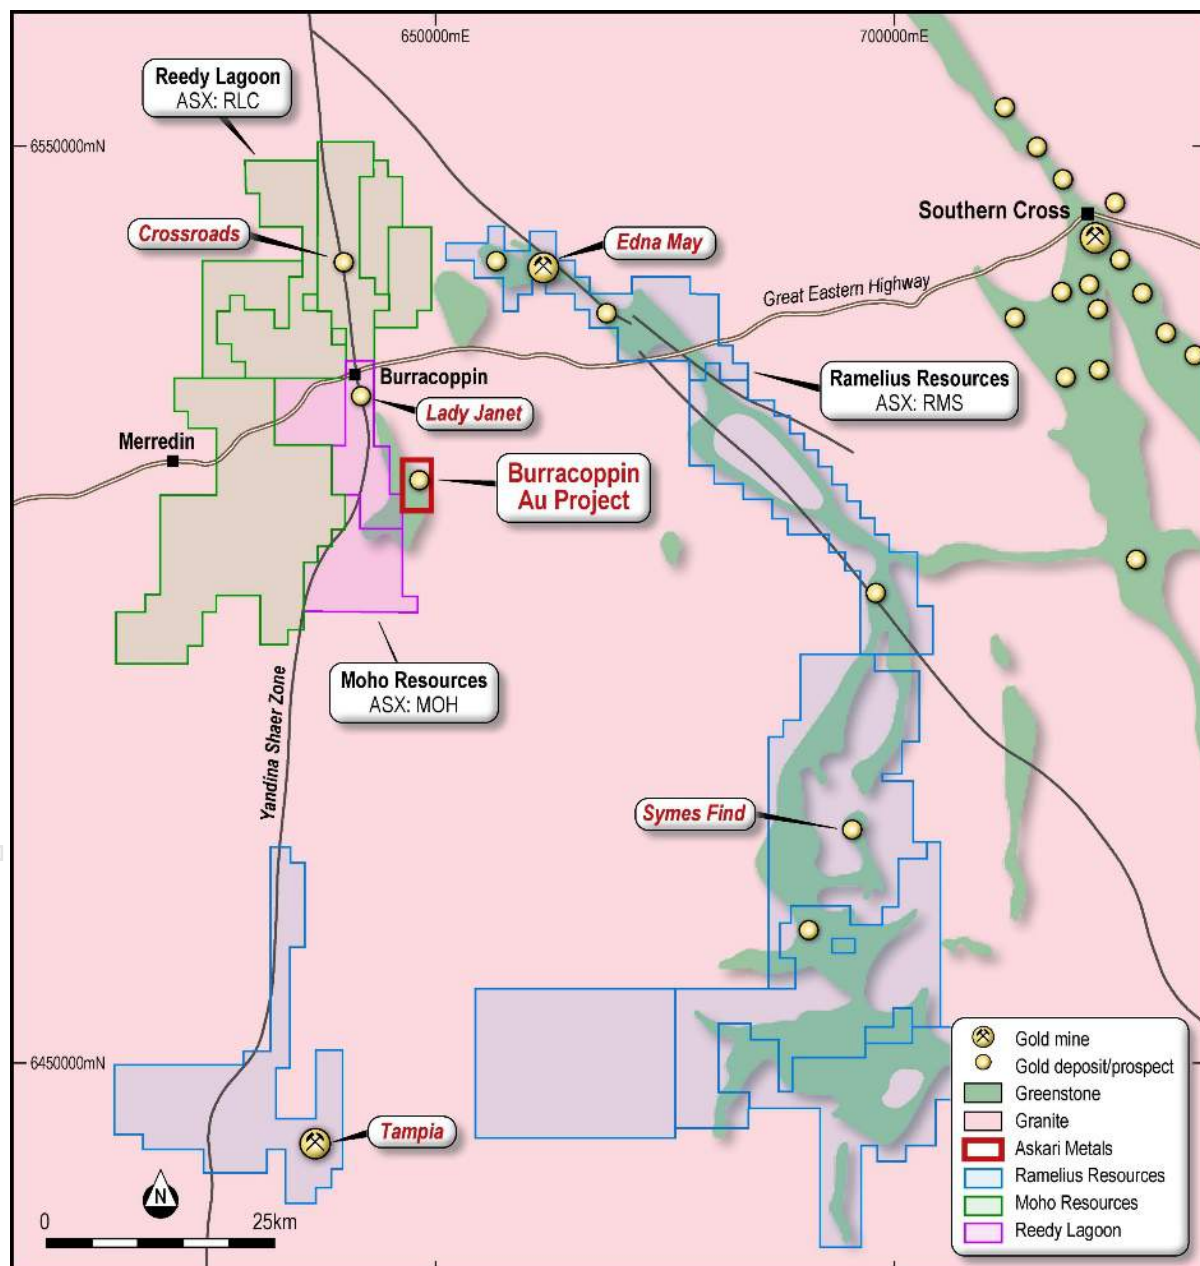 650000mE
700000mE
Reedy Lagoon
ASX: RLC
6550000mN
Crossroads
Edna May
Southern Cross
Great Eastern Highway
Burracoppin
Ramelius Resources
ASX: RMS
Lady Janet
Merredin
Burracoppin
Au Project
Moho Resources
ASX: MOH
Yandina Shaer Zone
Symes Find
6450000mN
Tampia
N
0
25km
Gold mine
Gold deposit/prospect
Greenstone
Granite
Askari Metals
Ramelius Resources
Moho Resources
Reedy Lagoon